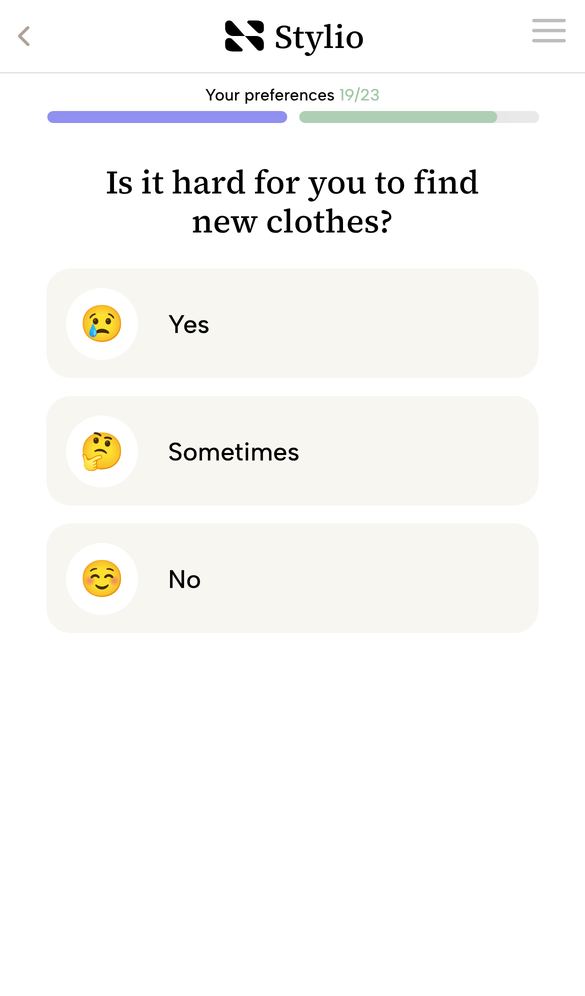 Stylio
Your preferences 19/23
Is it hard for you to find
new clothes?
Yes
Sometimes
No